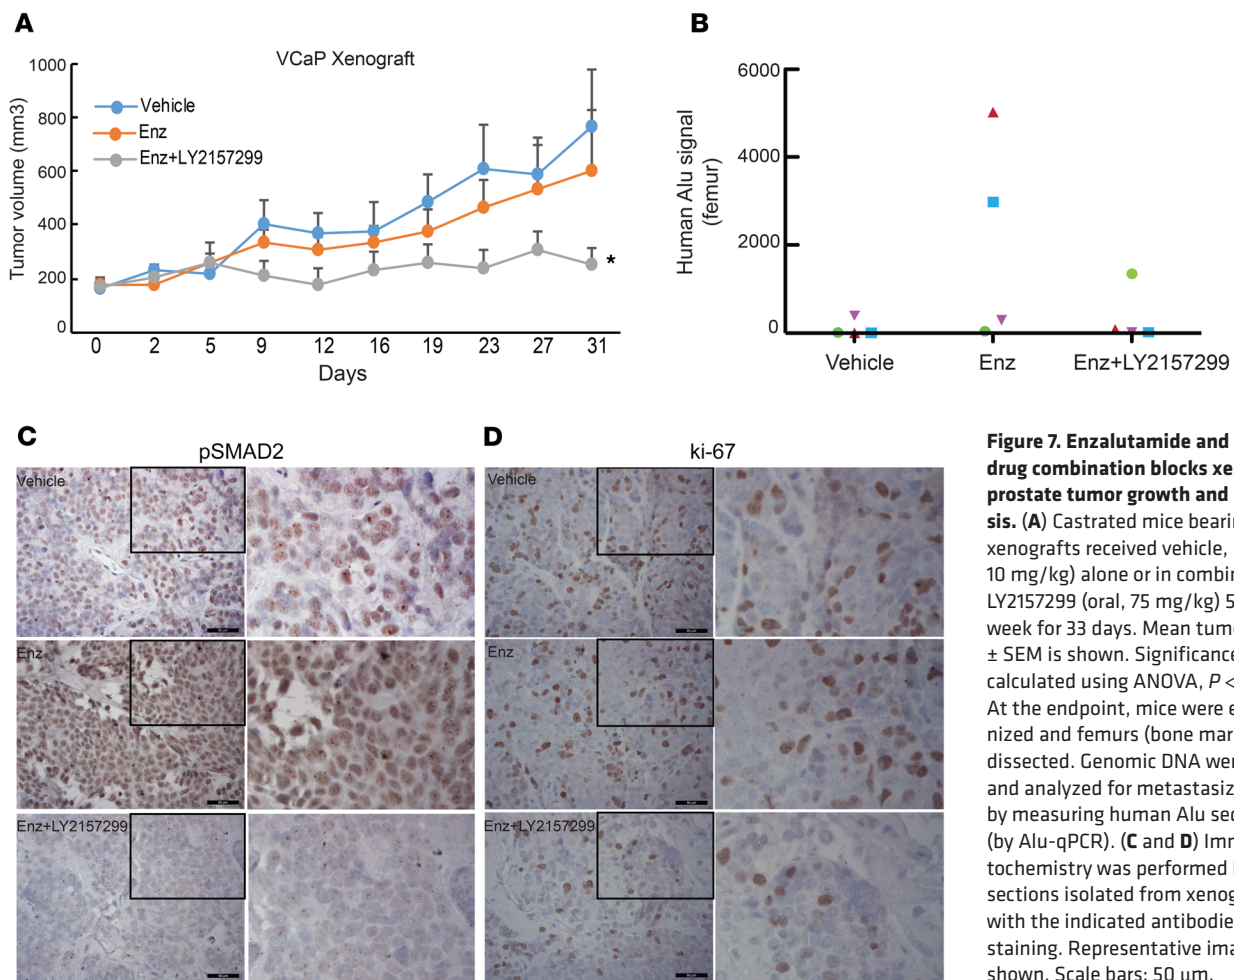 A
VCaP Xenograft
Tumor volume (mm3)
1000
800
600
400
200
0
Vehicle
Enz
Enz+LY2157299
*
0 2 5 9 12 16 19 23 27 31
Days
B
Human Alu signal
(femur)
6000
4000
2000
0
Vehicle Enz Enz+LY2157299
C
pSMAD2
Vehicle
Enz
Enz+LY2157299
D
ki-67
Vehicle
Enz
Enz+LY2157299
Figure 7. Enzalutamide and
drug combination blocks xe
prostate tumor growth and
sis. (A) Castrated mice bearin
xenografts received vehicle,
10 mg/kg) alone or in combin
LY2157299 (oral, 75 mg/kg) 5
week for 33 days. Mean tumo
± SEM is shown. Significance
calculated using ANOVA, P <
At the endpoint, mice were e
nized and femurs (bone mar
dissected. Genomic DNA wer
and analyzed for metastasiz
by measuring human Alu sec
(by Alu-qPCR). (C and D) Imm
tochemistry was performed i
sections isolated from xenog
with the indicated antibodie
staining. Representative ima
shown. Scale bars: 50 μm.